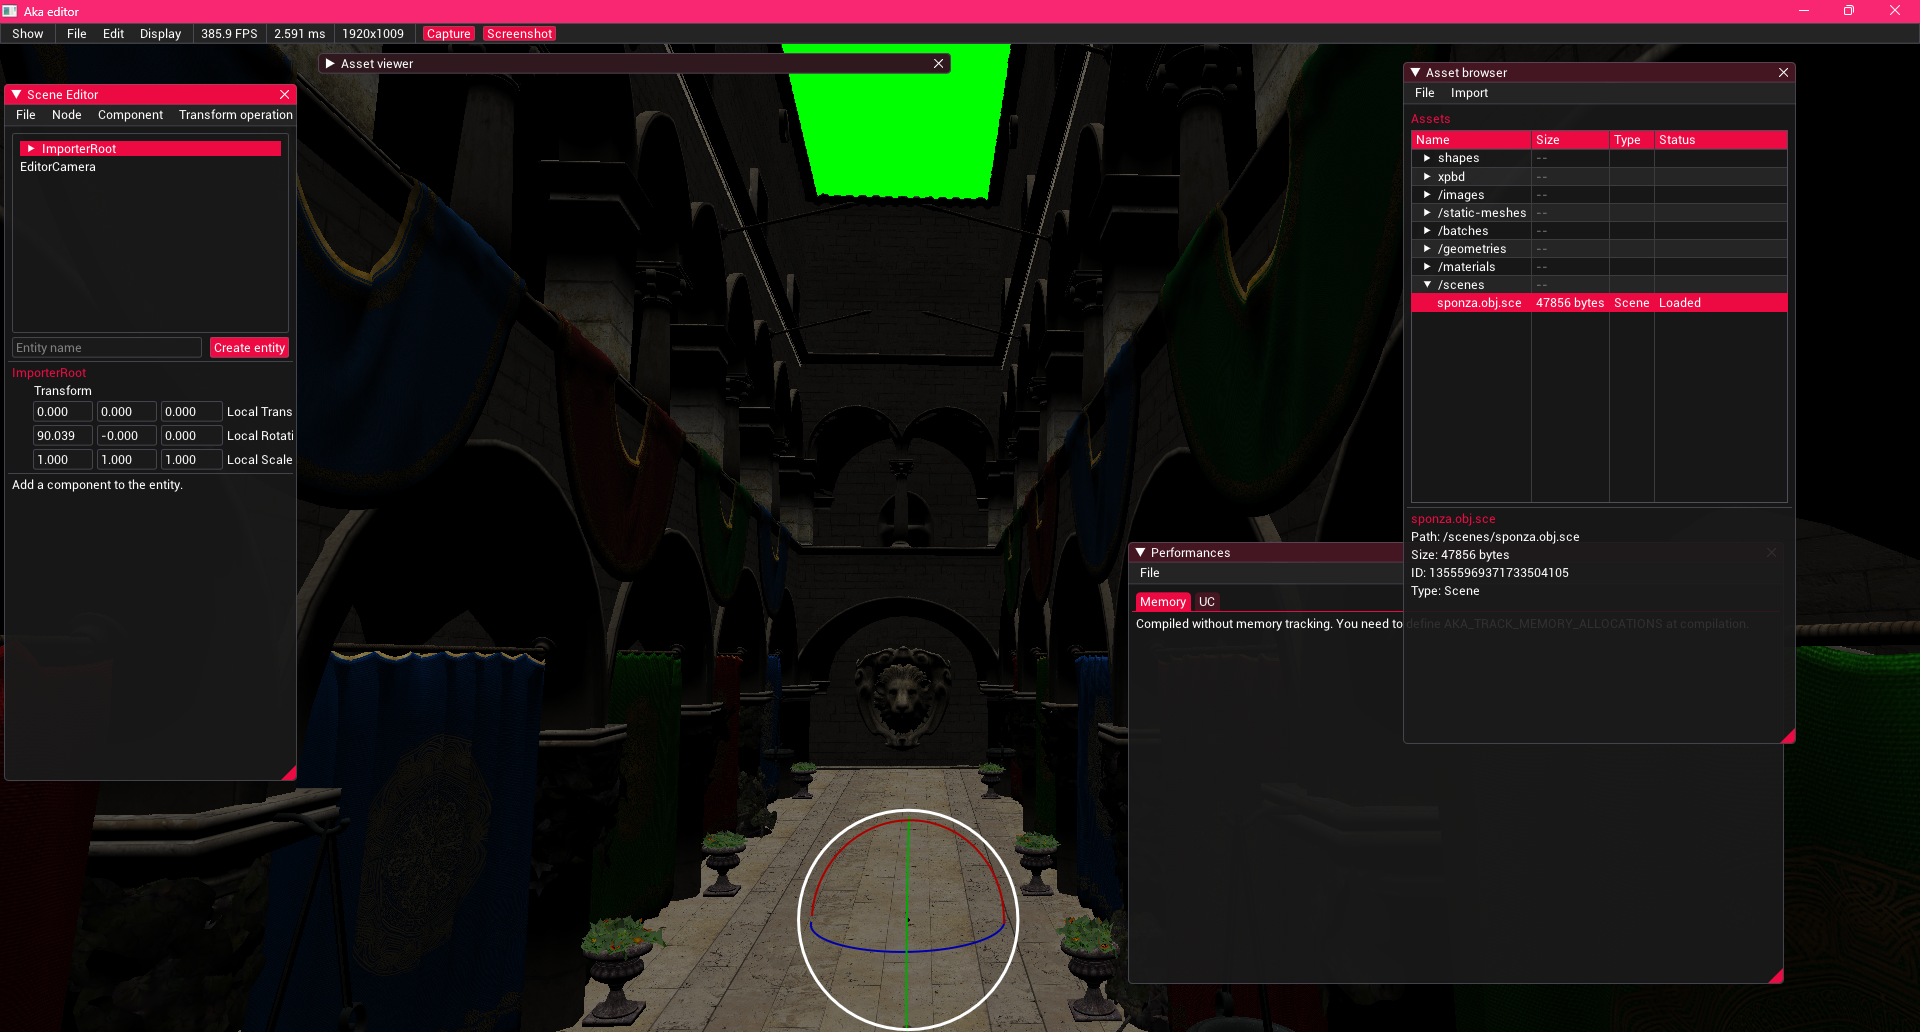 Aka editor
Show File Edit Display 385.9 FPS 2.591 ms 1920x1009 Capture Screenshot
Asset viewer
Scene Editor
File Node Component Transform operation
ImporterRoot
EditorCamera
Entity name Create entity
ImporterRoot
Transform
0.000 0.000 0.000 Local Trans
90.039 -0.000 0.000 Local Rotati
1.000 1.000 1.000 Local Scale
Add a component to the entity.
Asset browser
File Import
Assets
Name Size Type Status
shapes --
xpbd --
/images --
/static-meshes --
/batches --
/geometries --
/materials --
/scenes --
sponza.obj.sce 47856 bytes Scene Loaded
sponza.obj.sce
Path: /scenes/sponza.obj.sce
Size: 47856 bytes
ID: 13555969371733504105
Type: Scene
Performances
File
Memory UC
Compiled without memory tracking. You need to define AKA_TRACK_MEMORY_ALLOCATIONS at compilation.